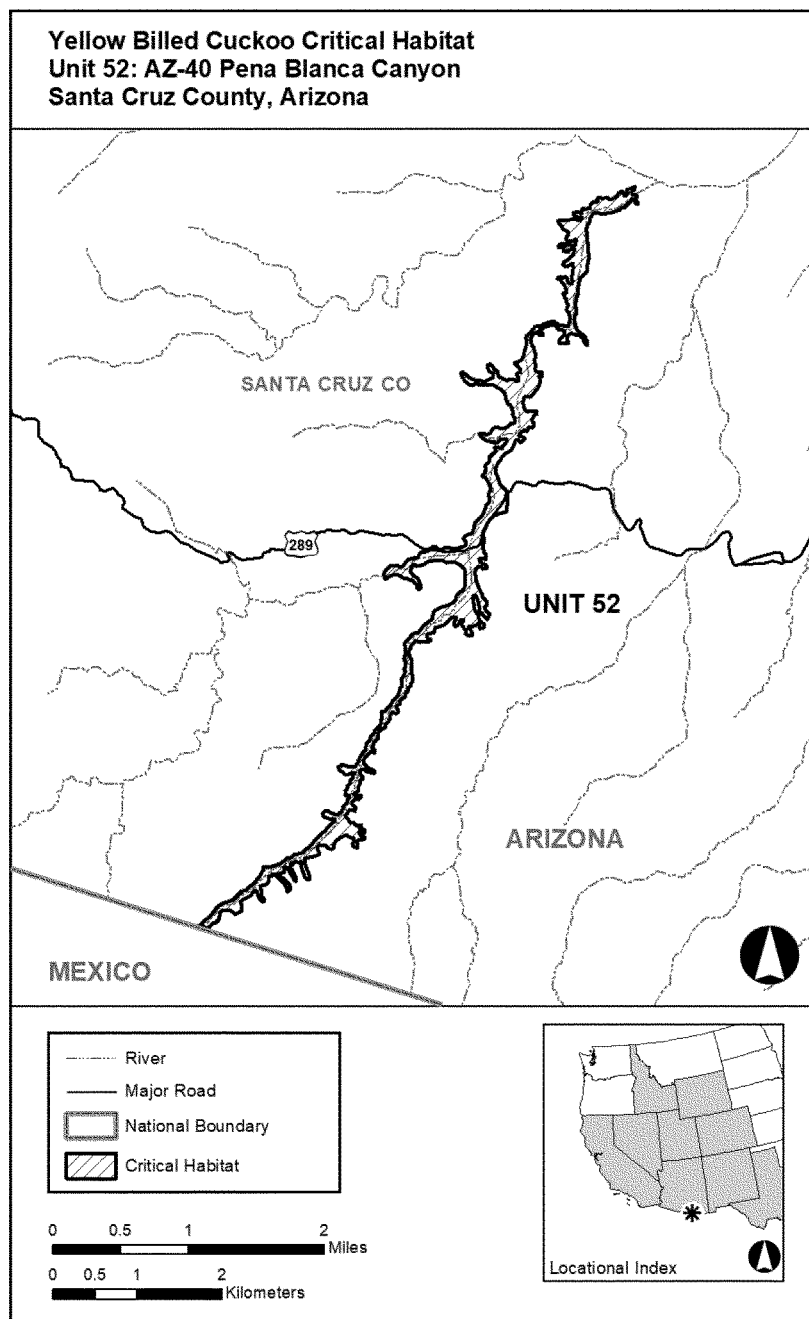 Yellow Billed Cuckoo Critical Habitat
Unit 52: AZ-40 Pena Blanca Canyon
Santa Cruz County, Arizona
SANTA CRUZ CO
289
UNIT 52
ARIZONA
MEXICO
River
Major Road
National Boundary
Critical Habitat
0 0.5 1 2
Miles
0 0.5 1 2
Kilometers
Locational Index